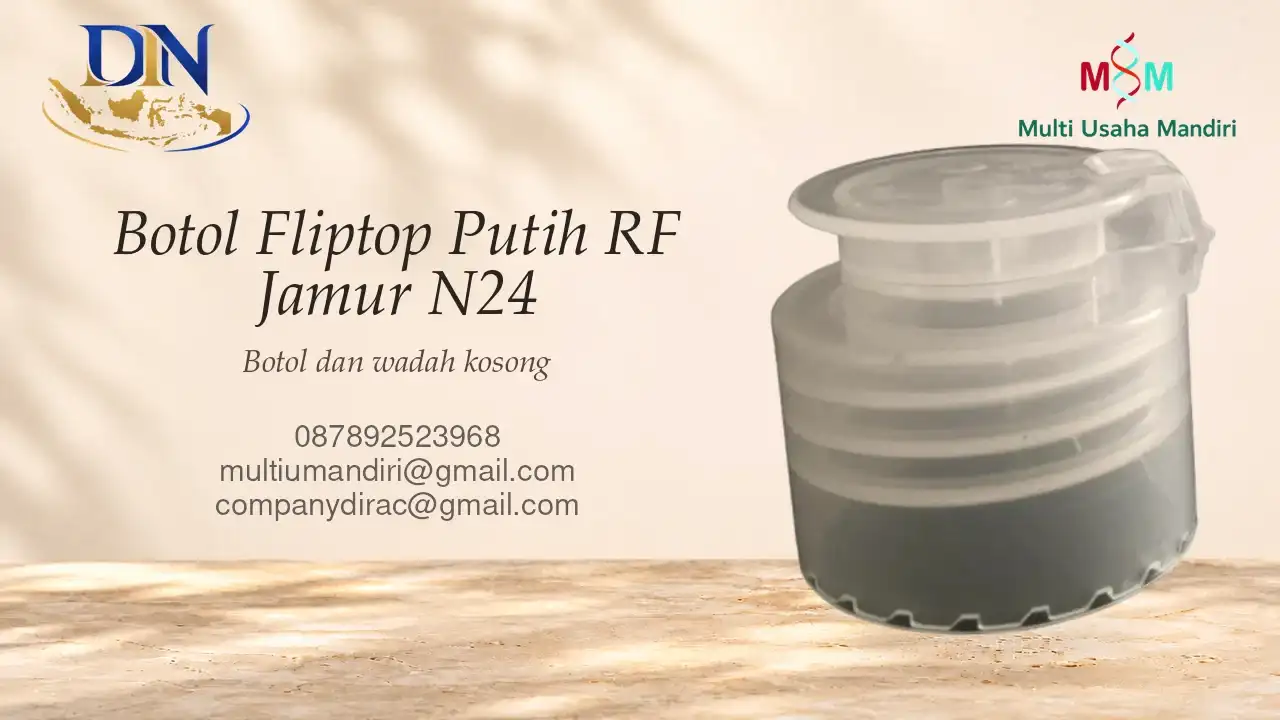 DIN
M M
Multi Usaha Mandiri
Botol Fliptop Putih RF
Jamur N24
Botol dan wadah kosong
087892523968
multiumandiri@gmail.com
companydirac@gmail.com